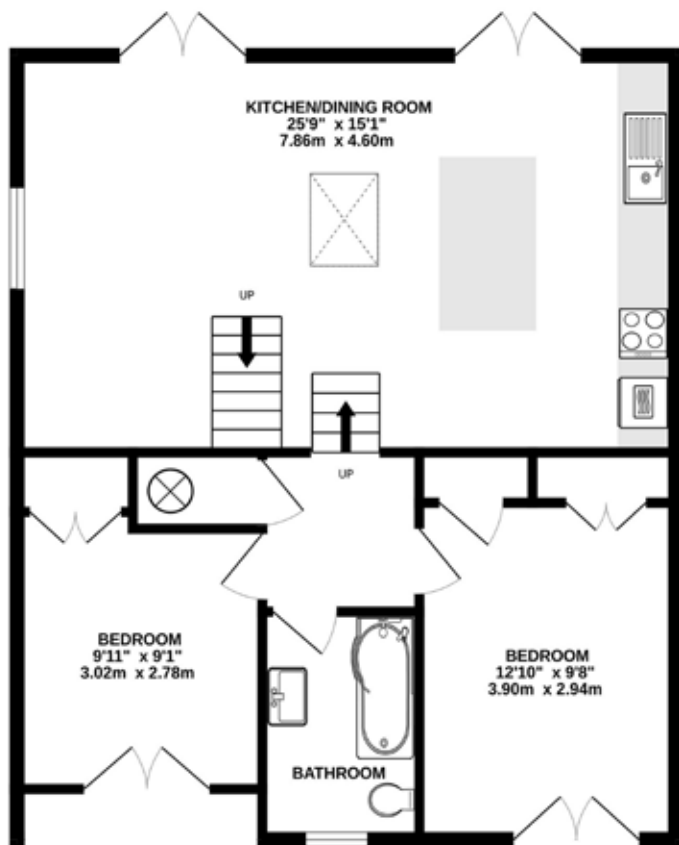 KITCHEN/DINING ROOM
25'9" x 15'1"
7.86m x 4.60m
UP
UP
BEDROOM
9'11" x 9'1"
3.02m x 2.78m
BEDROOM
12'10" x 9'8"
3.90m x 2.94m
BATHROOM